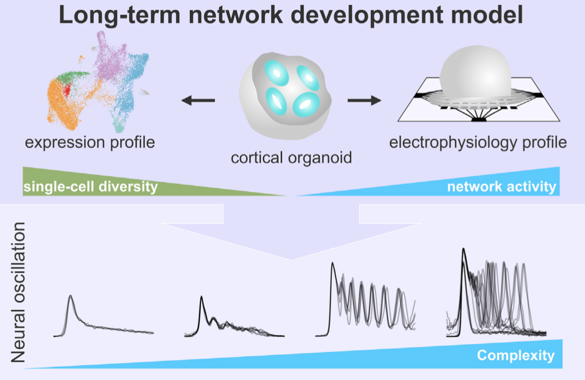 Long-term network development model
expression profile
cortical organoid
electrophysiology profile
single-cell diversity
network activity
Neural oscillation
Complexity